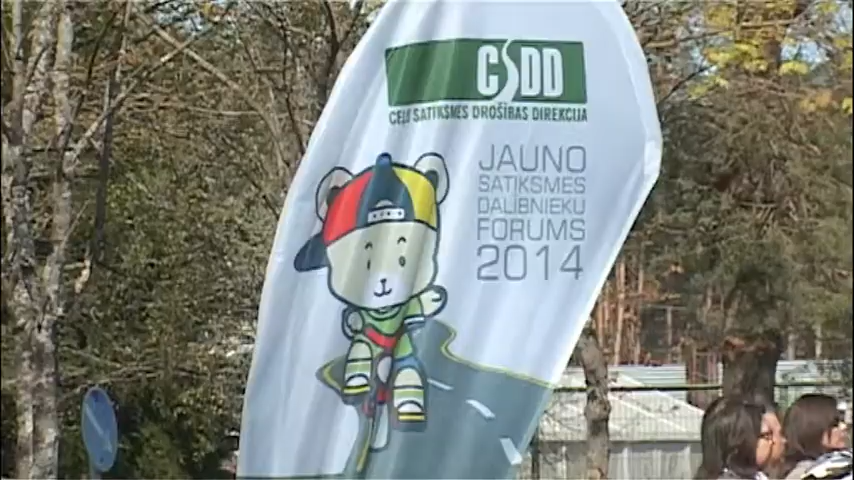 CSDD
CEĻU SATIKSMES DROŠĪBAS DIREKCIJA
JAUNO
SATIKSMES
DALĪBNIEKU
FORUMS
2014